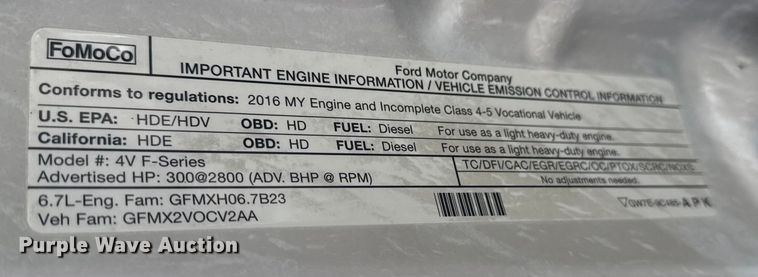 FoMoCo
Ford Motor Company
IMPORTANT ENGINE INFORMATION / VEHICLE EMISSION CONTROL INFORMATION
Conforms to regulations: 2016 MY Engine and Incomplete Class 4-5 Vocational Vehicle
U.S. EPA: HDE/HDV OBD: HD FUEL: Diesel For use as a light heavy-duty engine.
California: HDE OBD: HD FUEL: Diesel For use as a light heavy-duty engine.
Model #: 4V F-Series
Advertised HP: 300@2800 (ADV. BHP @ RPM)
TC/DFI/CAC/EGR/EGRC/OC/PTOX/SCRC/NOXS
No adjustments needed.
6.7L-Eng. Fam: GFMXH06.7B23
Veh Fam: GFMX2VOCV2AA
GW7E-9C485- A P K
Purple Wave Auction